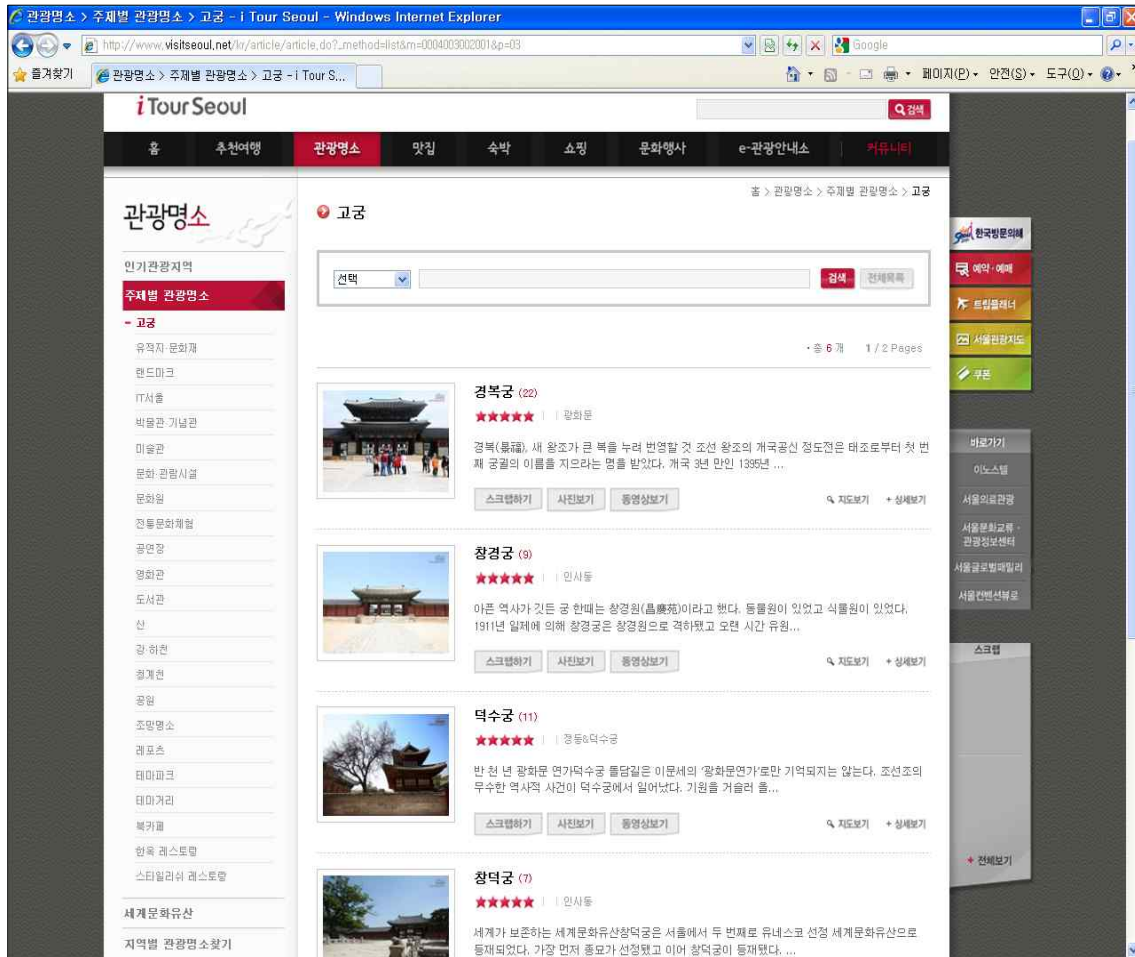 관광명소 > 주제별 관광명소 > 고궁 - i Tour Seoul - Windows Internet Explorer
http://www.visitseoul.net/kr/article/article.do?_method=list&m=0004003002001&p=03
Google
즐겨찾기
관광명소 > 주제별 관광명소 > 고궁 - i Tour S...
페이지(P) 안전(S) 도구(O)
i Tour Seoul
검색
홈 추천여행 관광명소 맛집 숙박 쇼핑 문화행사 e-관광안내소 커뮤니티
홈 > 관광명소 > 주제별 관광명소 > 고궁
관광명소
인기관광지역
주제별 관광명소
고궁
유적지·문화재
랜드마크
IT서울
박물관·기념관
미술관
문화·관람시설
문화원
전통문화체험
공연장
영화관
도서관
산
강·하천
청계천
공원
조망명소
레포츠
테마파크
테마거리
북카페
한옥 레스토랑
스타일리쉬 레스토랑
세계문화유산
지역별 관광명소찾기
고궁
선택 검색 전체목록
·총 6개 1 / 2 Pages
경복궁 (22)
광화문
경복(景福), 새 왕조가 큰 복을 누려 번영할 것 조선 왕조의 개국공신 정도전은 태조로부터 첫 번
째 궁궐의 이름을 지으라는 명을 받았다. 개국 3년 만인 1395년 ...
스크랩하기 사진보기 동영상보기 지도보기 + 상세보기
창경궁 (9)
인사동
아픈 역사가 깃든 궁 한때는 창경원(昌慶苑)이라고 했다. 동물원이 있었고 식물원이 있었다.
1911년 일제에 의해 창경궁은 창경원으로 격하됐고 오랜 시간 유원...
스크랩하기 사진보기 동영상보기 지도보기 + 상세보기
덕수궁 (11)
정동&덕수궁
반 천 년 광화문 연가덕수궁 돌담길은 이문세의 '광화문연가'로만 기억되지는 않는다. 조선조의
무수한 역사적 사건이 덕수궁에서 일어났다. 기원을 거슬러 올...
스크랩하기 사진보기 동영상보기 지도보기 + 상세보기
창덕궁 (7)
인사동
세계가 보존하는 세계문화유산창덕궁은 서울에서 두 번째로 유네스코 선정 세계문화유산으로
등재되었다. 가장 먼저 종묘가 선정됐고 이어 창덕궁이 등재됐다. ...
한국방문의해
예약·예매
트립플래너
서울관광지도
쿠폰
바로가기
이노스텔
서울의료관광
서울문화교류·
관광정보센터
서울글로벌패밀리
서울컨벤션뷰로
스크랩
+ 전체보기